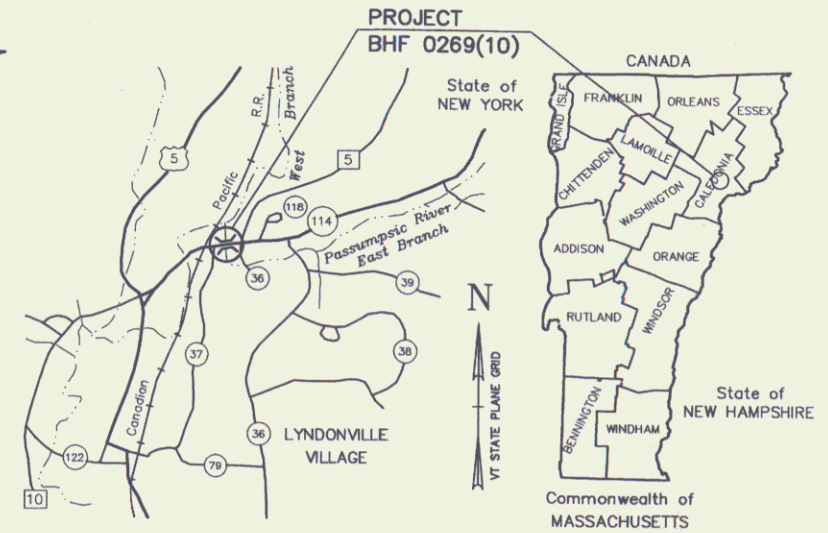 PROJECT
BHF 0269(10)
CANADA
State of
NEW YORK
R.R.
Branch
West
Pacific
5
5
118
114
Passumpsic River
East Branch
36
39
37
38
Canadian
36
LYNDONVILLE
VILLAGE
122
79
10
N
VT STATE PLANE GRID
GRAND ISLE
FRANKLIN
ORLEANS
ESSEX
LAMOILLE
CHITTENDEN
CALEDONIA
WASHINGTON
ADDISON
ORANGE
RUTLAND
WINDSOR
State of
NEW HAMPSHIRE
BENNINGTON
WINDHAM
Commonwealth of
MASSACHUSETTS